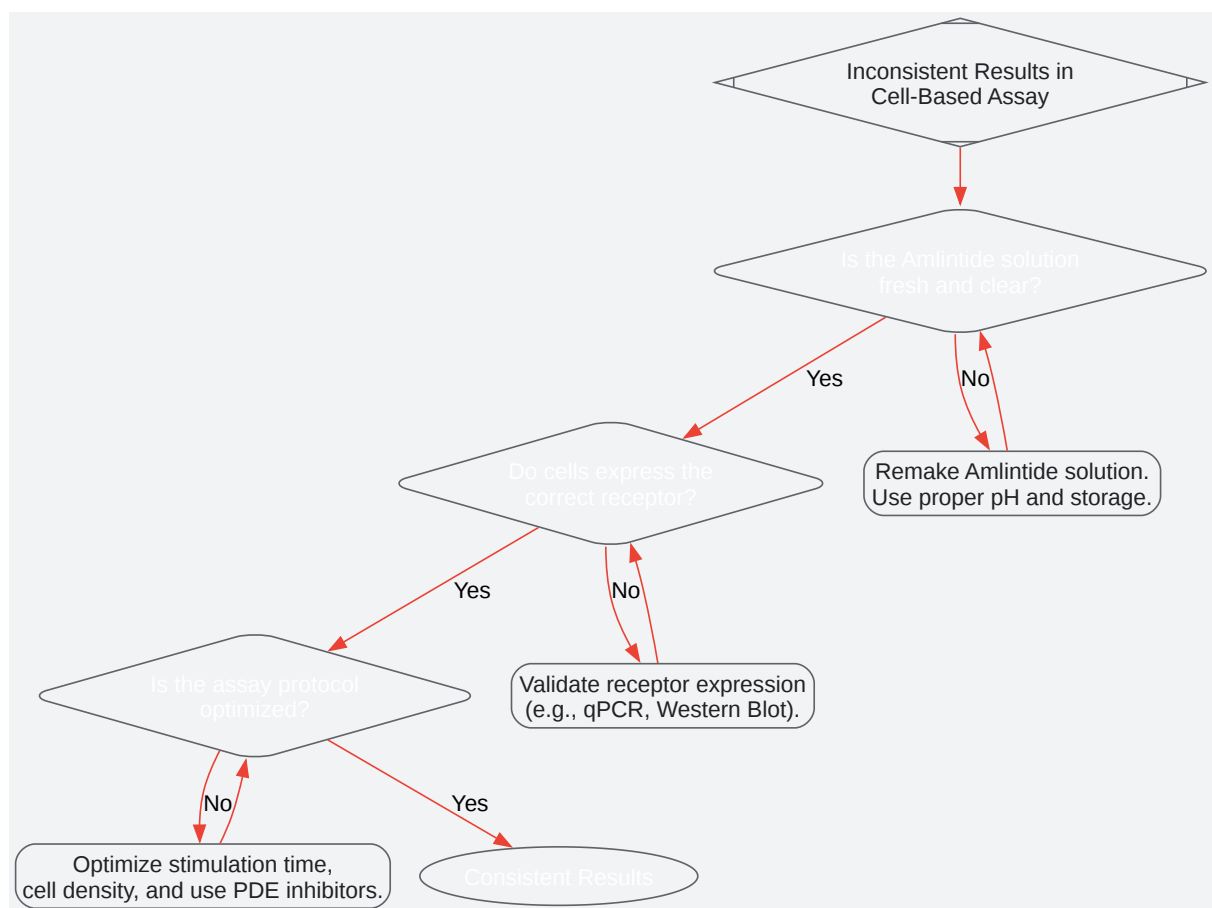 Inconsistent Results in
Cell-Based Assay
Is the Amlintide solution
fresh and clear?
Yes
No
Remake Amlintide solution.
Use proper pH and storage.
Do cells express the
correct receptor?
Yes
No
Validate receptor expression
(e.g., qPCR, Western Blot).
Is the assay protocol
optimized?
No
Yes
Optimize stimulation time,
cell density, and use PDE inhibitors.
Consistent Results